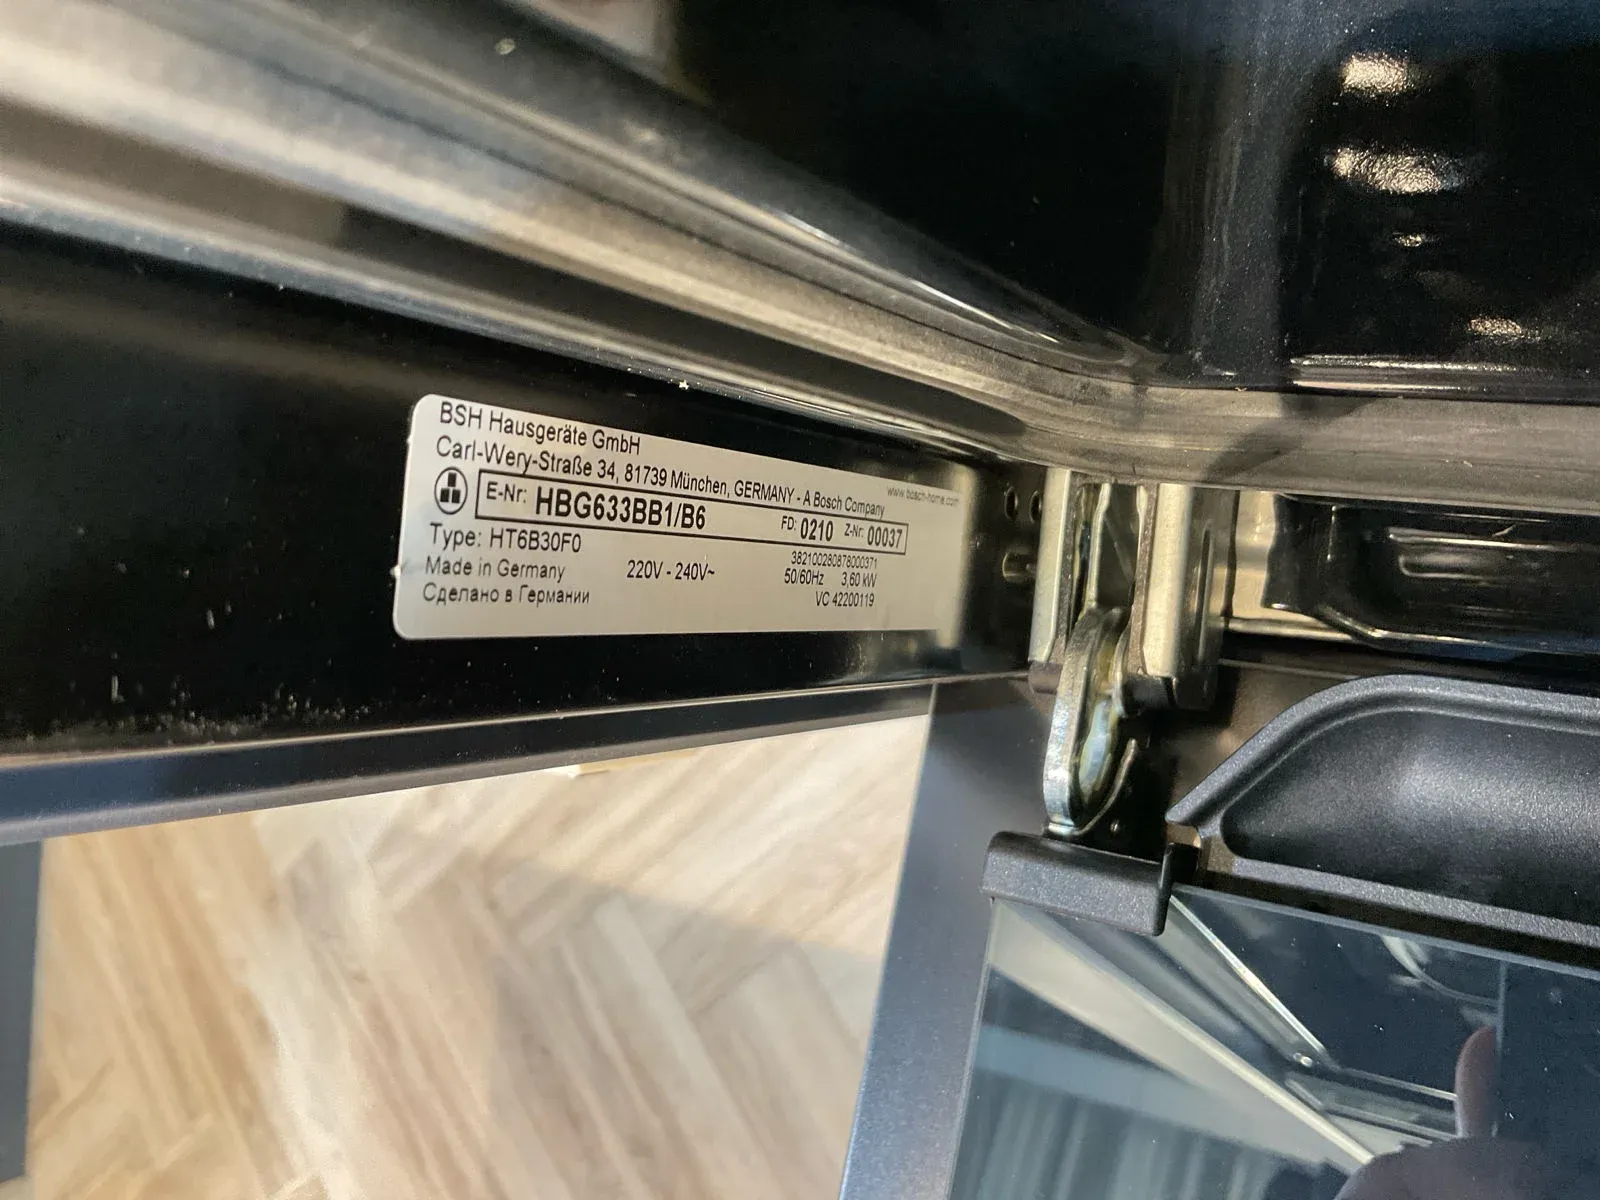 BSH Hausgeräte GmbH
Carl-Wery-Straße 34, 81739 München, GERMANY - A Bosch Company
www.bosch-home.com
E-Nr: HBG633BB1/B6 FD: 0210 Z-Nr: 00037
Type: HT6B30F0
382100280878000371
Made in Germany 220V - 240V~ 50/60Hz 3,60 kW
Сделано в Германии VC 42200119